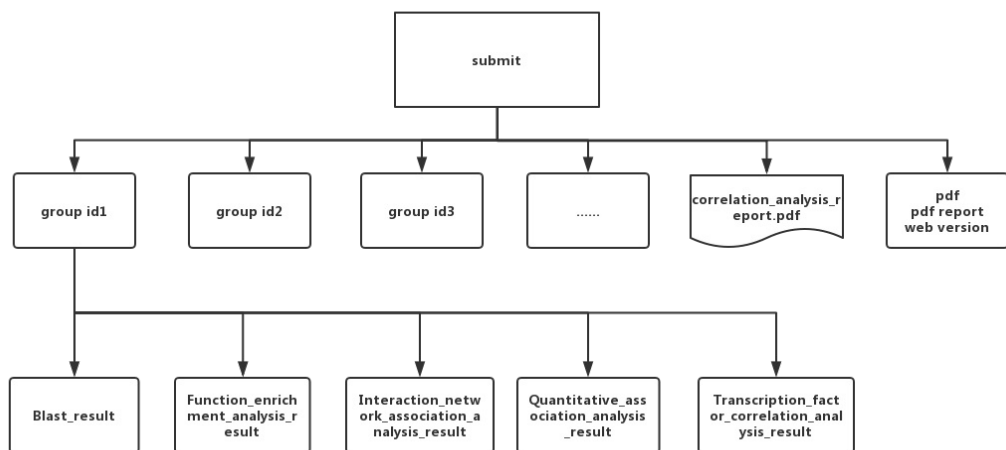 submit
group id1
group id2
group id3
......
correlation_analysis_r
eport.pdf
pdf
pdf report
web version
Blast_result
Function_enrich
ment_analysis_r
esult
Interaction_netw
ork_association_a
nalysis_result
Quantitative_ass
ociation_analysis
_result
Transcription_fact
or_correlation_anal
ysis_result